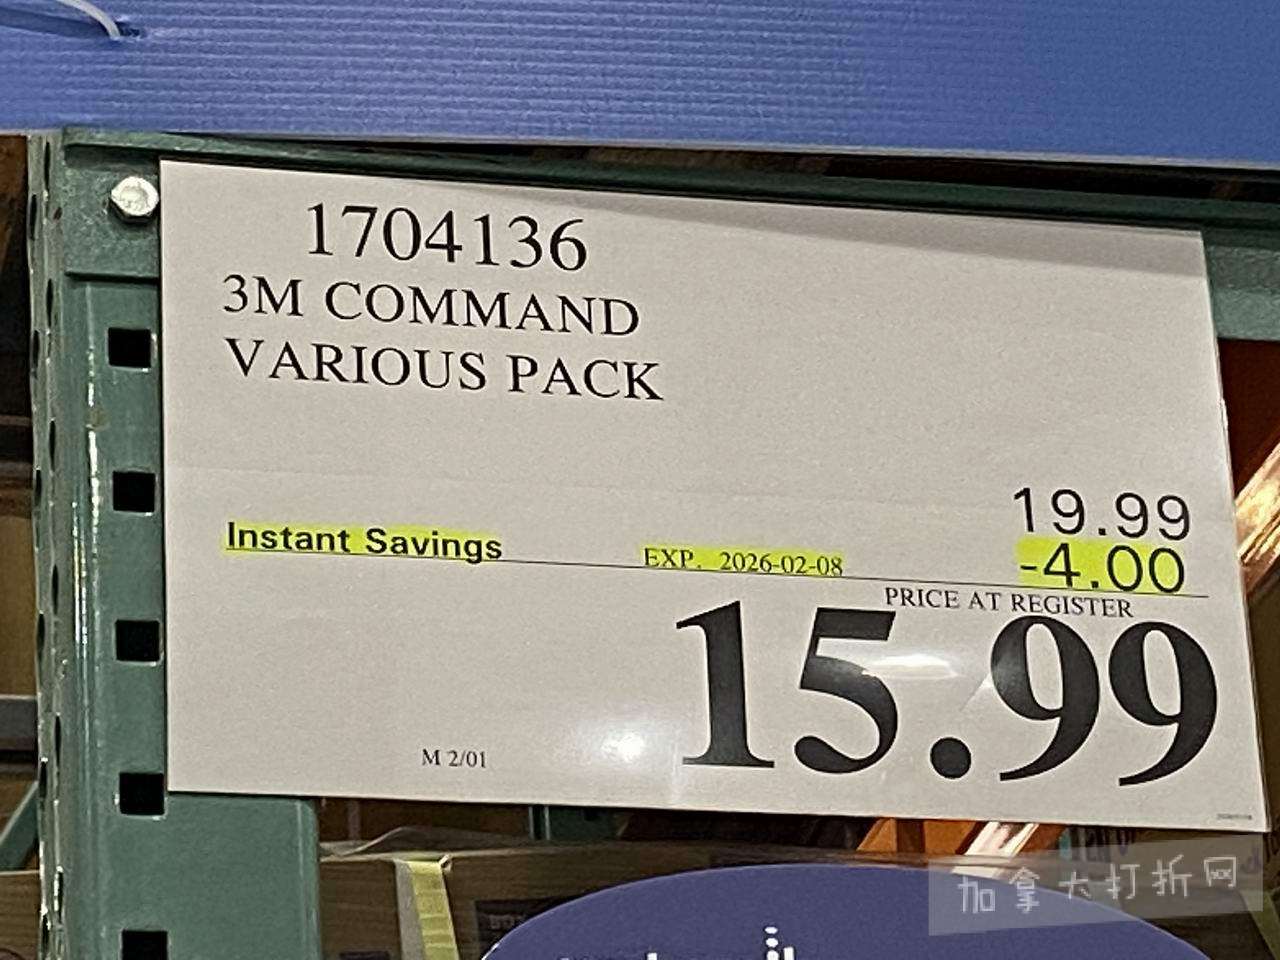 1704136
3M COMMAND
VARIOUS PACK
19.99
Instant Savings EXP. 2026-02-08 -4.00
PRICE AT REGISTER
15.99
M 2/01
加拿大打折网